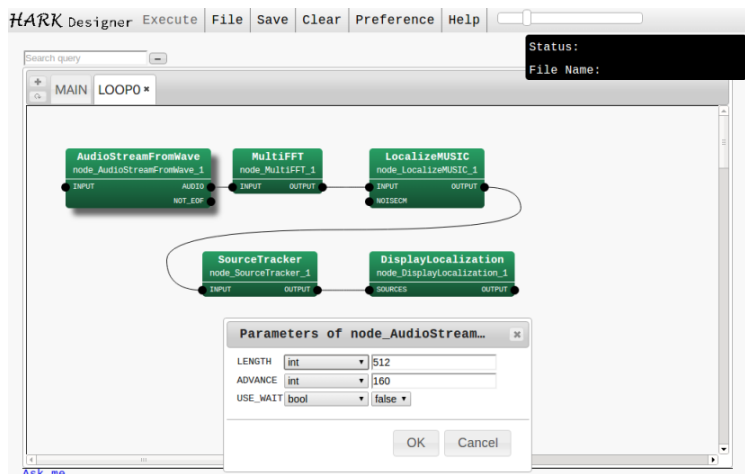 HARK Designer Execute File Save Clear Preference Help
Status:
File Name:
Search query
MAIN LOOP0 ×
AudioStreamFromWave
node_AudioStreamFromWave_1
INPUT AUDIO
NOT_EOF
MultiFFT
node_MultiFFT_1
INPUT OUTPUT
LocalizeMUSIC
node_LocalizeMUSIC_1
INPUT OUTPUT
NOISECM
SourceTracker
node_SourceTracker_1
INPUT OUTPUT
DisplayLocalization
node_DisplayLocalization_1
SOURCES OUTPUT
Parameters of node_AudioStream…
LENGTH int 512
ADVANCE int 160
USE_WAIT bool false
OK Cancel
Ask me